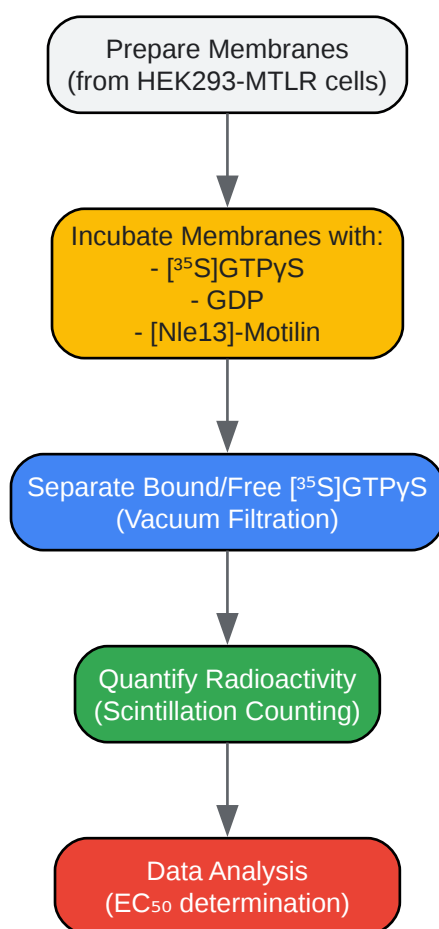 Prepare Membranes
(from HEK293-MTLR cells)
Incubate Membranes with:
- [³⁵S]GTPγS
- GDP
- [Nle13]-Motilin
Separate Bound/Free [³⁵S]GTPγS
(Vacuum Filtration)
Quantify Radioactivity
(Scintillation Counting)
Data Analysis
(EC₅₀ determination)